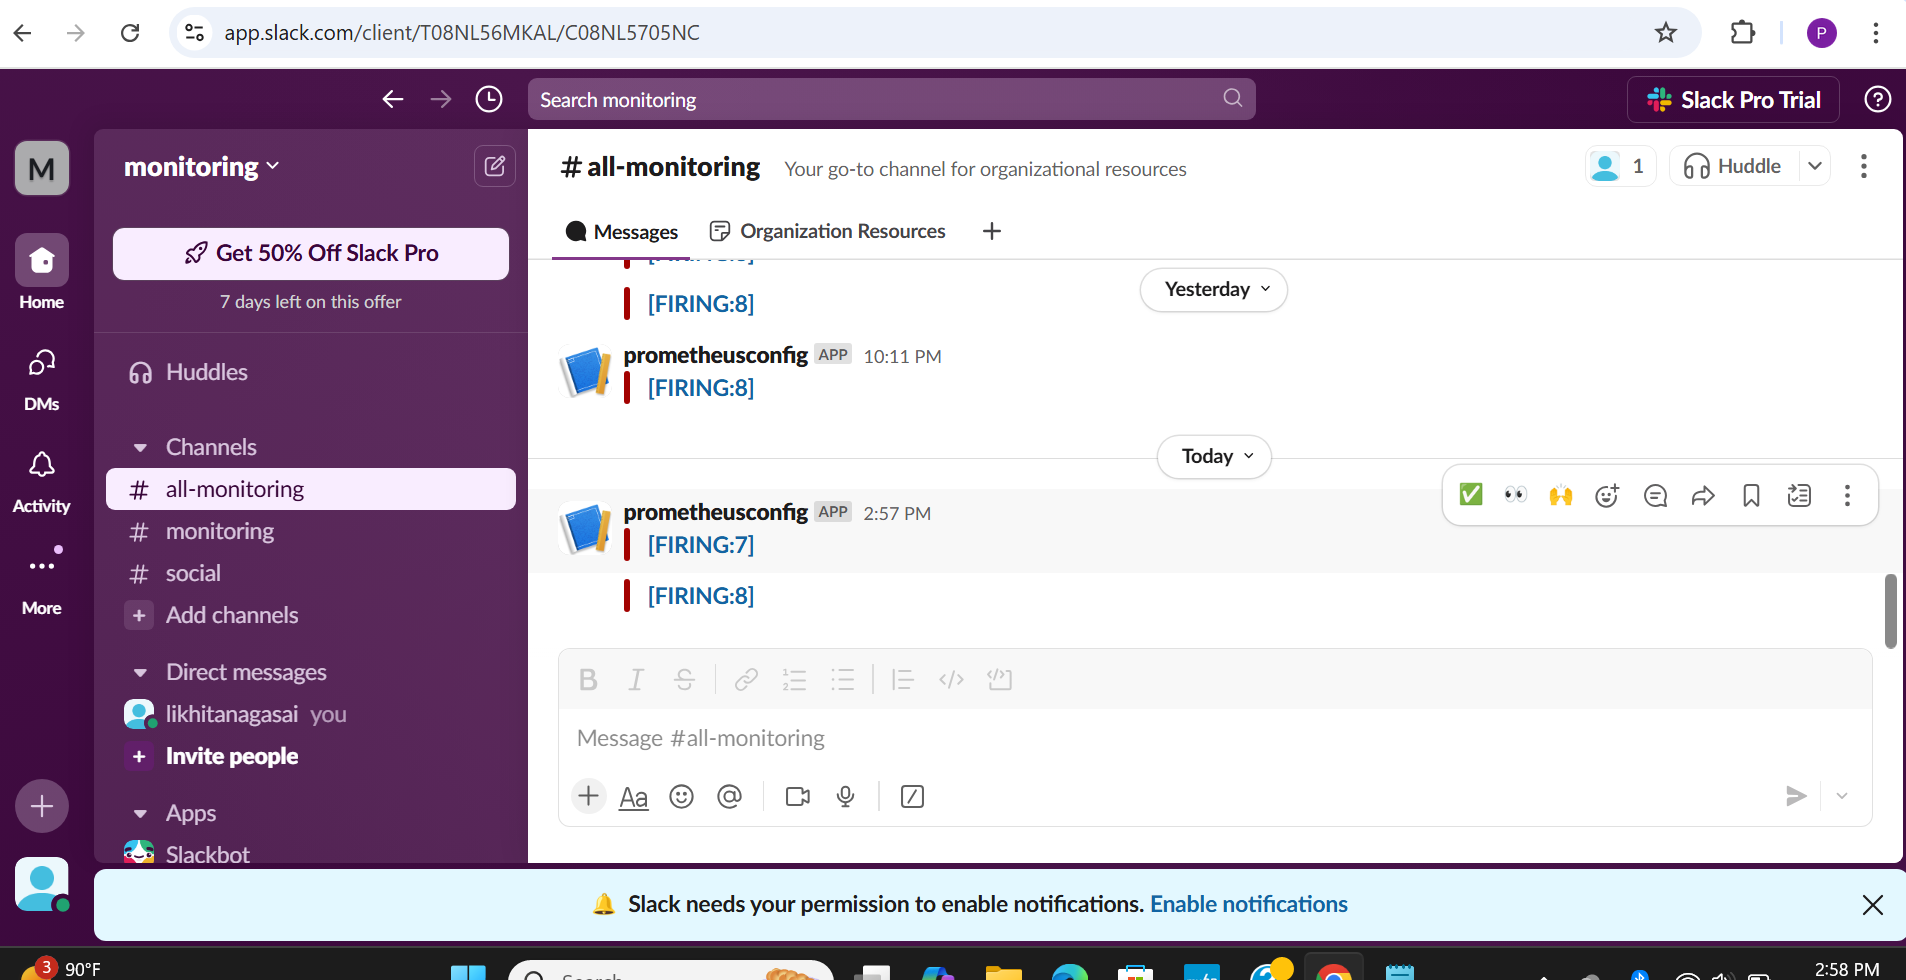 app.slack.com/client/T08NL56MKAL/C08NL5705NC
P
Search monitoring
Slack Pro Trial
M
monitoring
Get 50% Off Slack Pro
7 days left on this offer
Home
DMs
Activity
More
Huddles
Channels
# all-monitoring
# monitoring
# social
+ Add channels
Direct messages
likhitanagasai you
+ Invite people
Apps
Slackbot
# all-monitoring Your go-to channel for organizational resources
1
Huddle
Messages
Organization Resources
[FIRING:8]
Yesterday
prometheusconfig APP 10:11 PM
[FIRING:8]
Today
prometheusconfig APP 2:57 PM
[FIRING:7]
[FIRING:8]
Message #all-monitoring
Aa
Slack needs your permission to enable notifications. Enable notifications
3
90°F
Search
2:58 PM